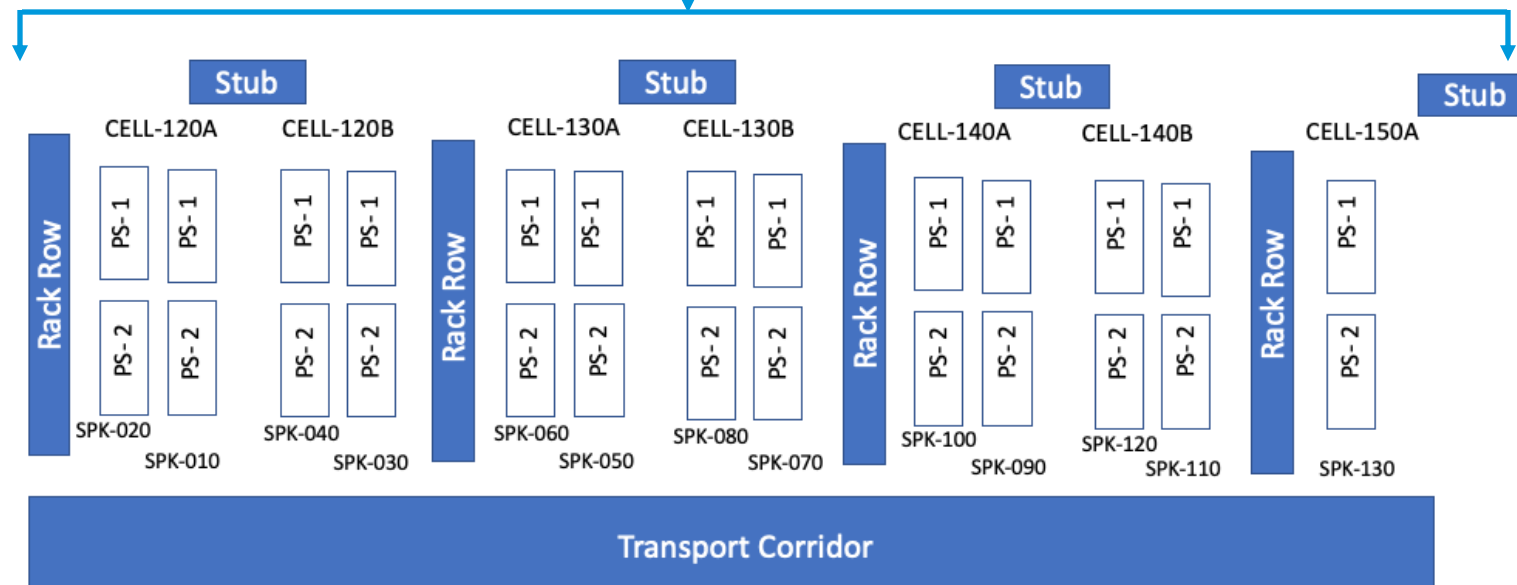 Stub
Stub
Stub
Stub
CELL-120A
CELL-120B
CELL-130A
CELL-130B
CELL-140A
CELL-140B
CELL-150A
Rack Row
PS- 1
PS- 1
PS- 1
PS- 1
Rack Row
PS- 1
PS- 1
PS- 1
PS- 1
Rack Row
PS- 1
PS- 1
PS- 1
PS- 1
Rack Row
PS- 1
PS- 2
PS- 2
PS- 2
PS- 2
PS- 2
PS- 2
PS- 2
PS- 2
PS- 2
PS- 2
PS- 2
PS- 2
PS- 2
SPK-020
SPK-010
SPK-040
SPK-030
SPK-060
SPK-050
SPK-080
SPK-070
SPK-100
SPK-090
SPK-120
SPK-110
SPK-130
Transport Corridor